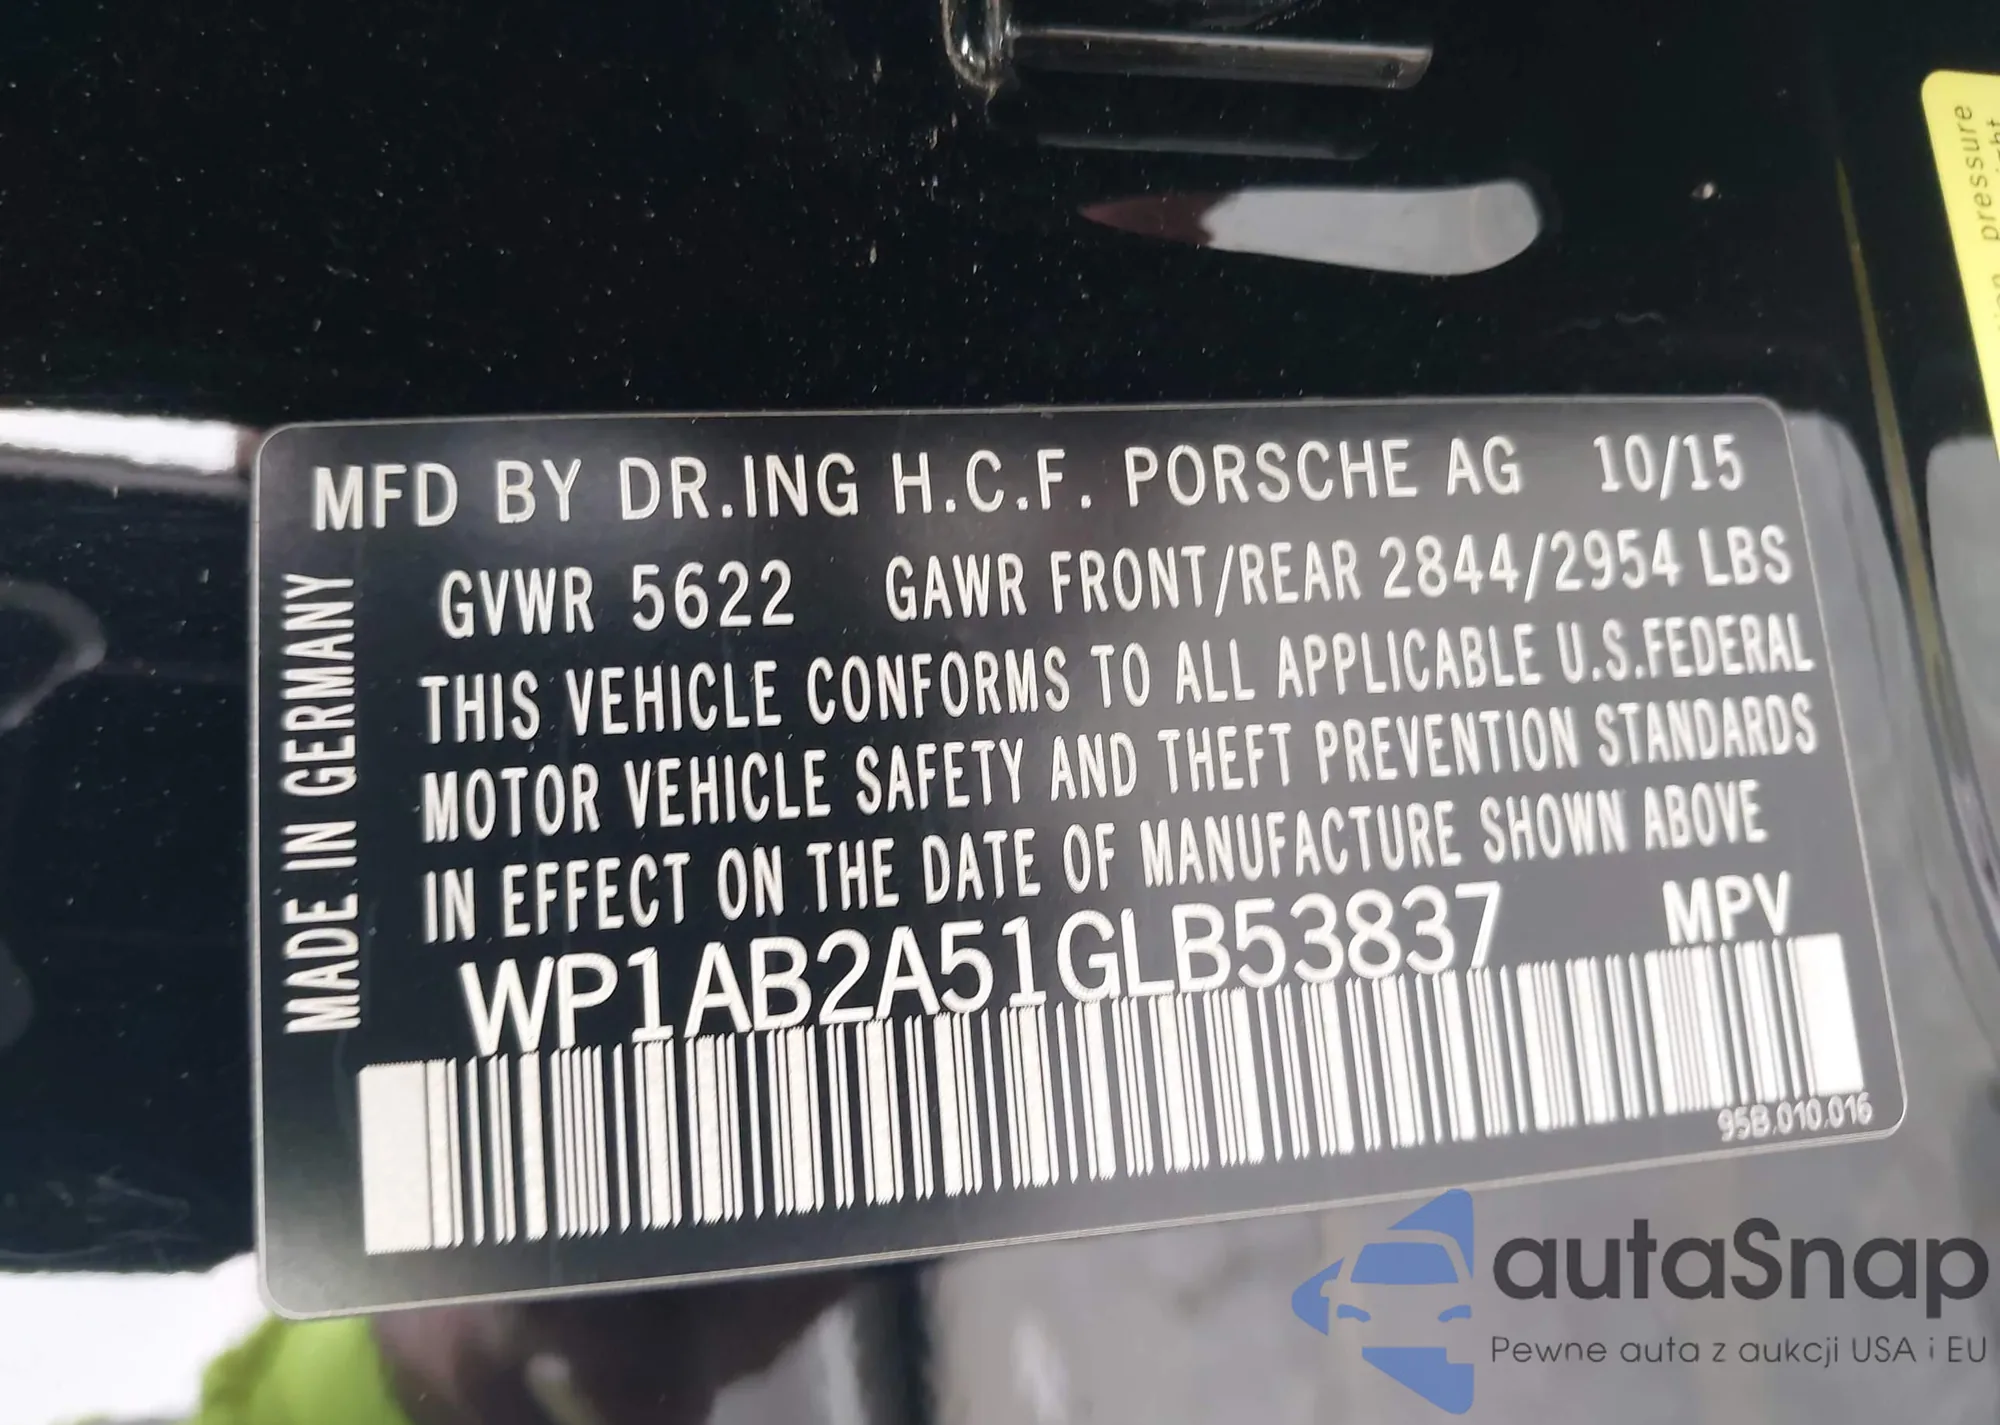 MFD BY DR.ING H.C.F. PORSCHE AG 10/15
GVWR 5622 GAWR FRONT/REAR 2844/2954 LBS
THIS VEHICLE CONFORMS TO ALL APPLICABLE U.S.FEDERAL
MOTOR VEHICLE SAFETY AND THEFT PREVENTION STANDARDS
IN EFFECT ON THE DATE OF MANUFACTURE SHOWN ABOVE
WP1AB2A51GLB53837 MPV
95B.010.016
MADE IN GERMANY
pressure
autaSnap
Pewne auta z aukcji USA i EU